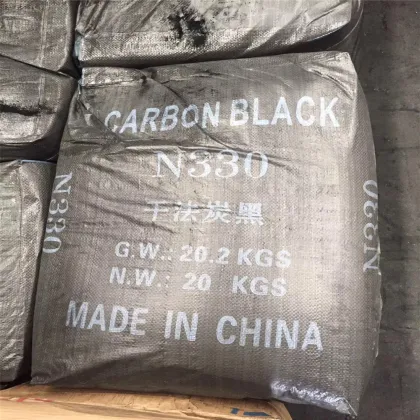 CARBON BLACK
N330
干法炭黑
G.W.: 20.2 KGS
N.W.: 20 KGS
MADE IN CHINA
N330
N330